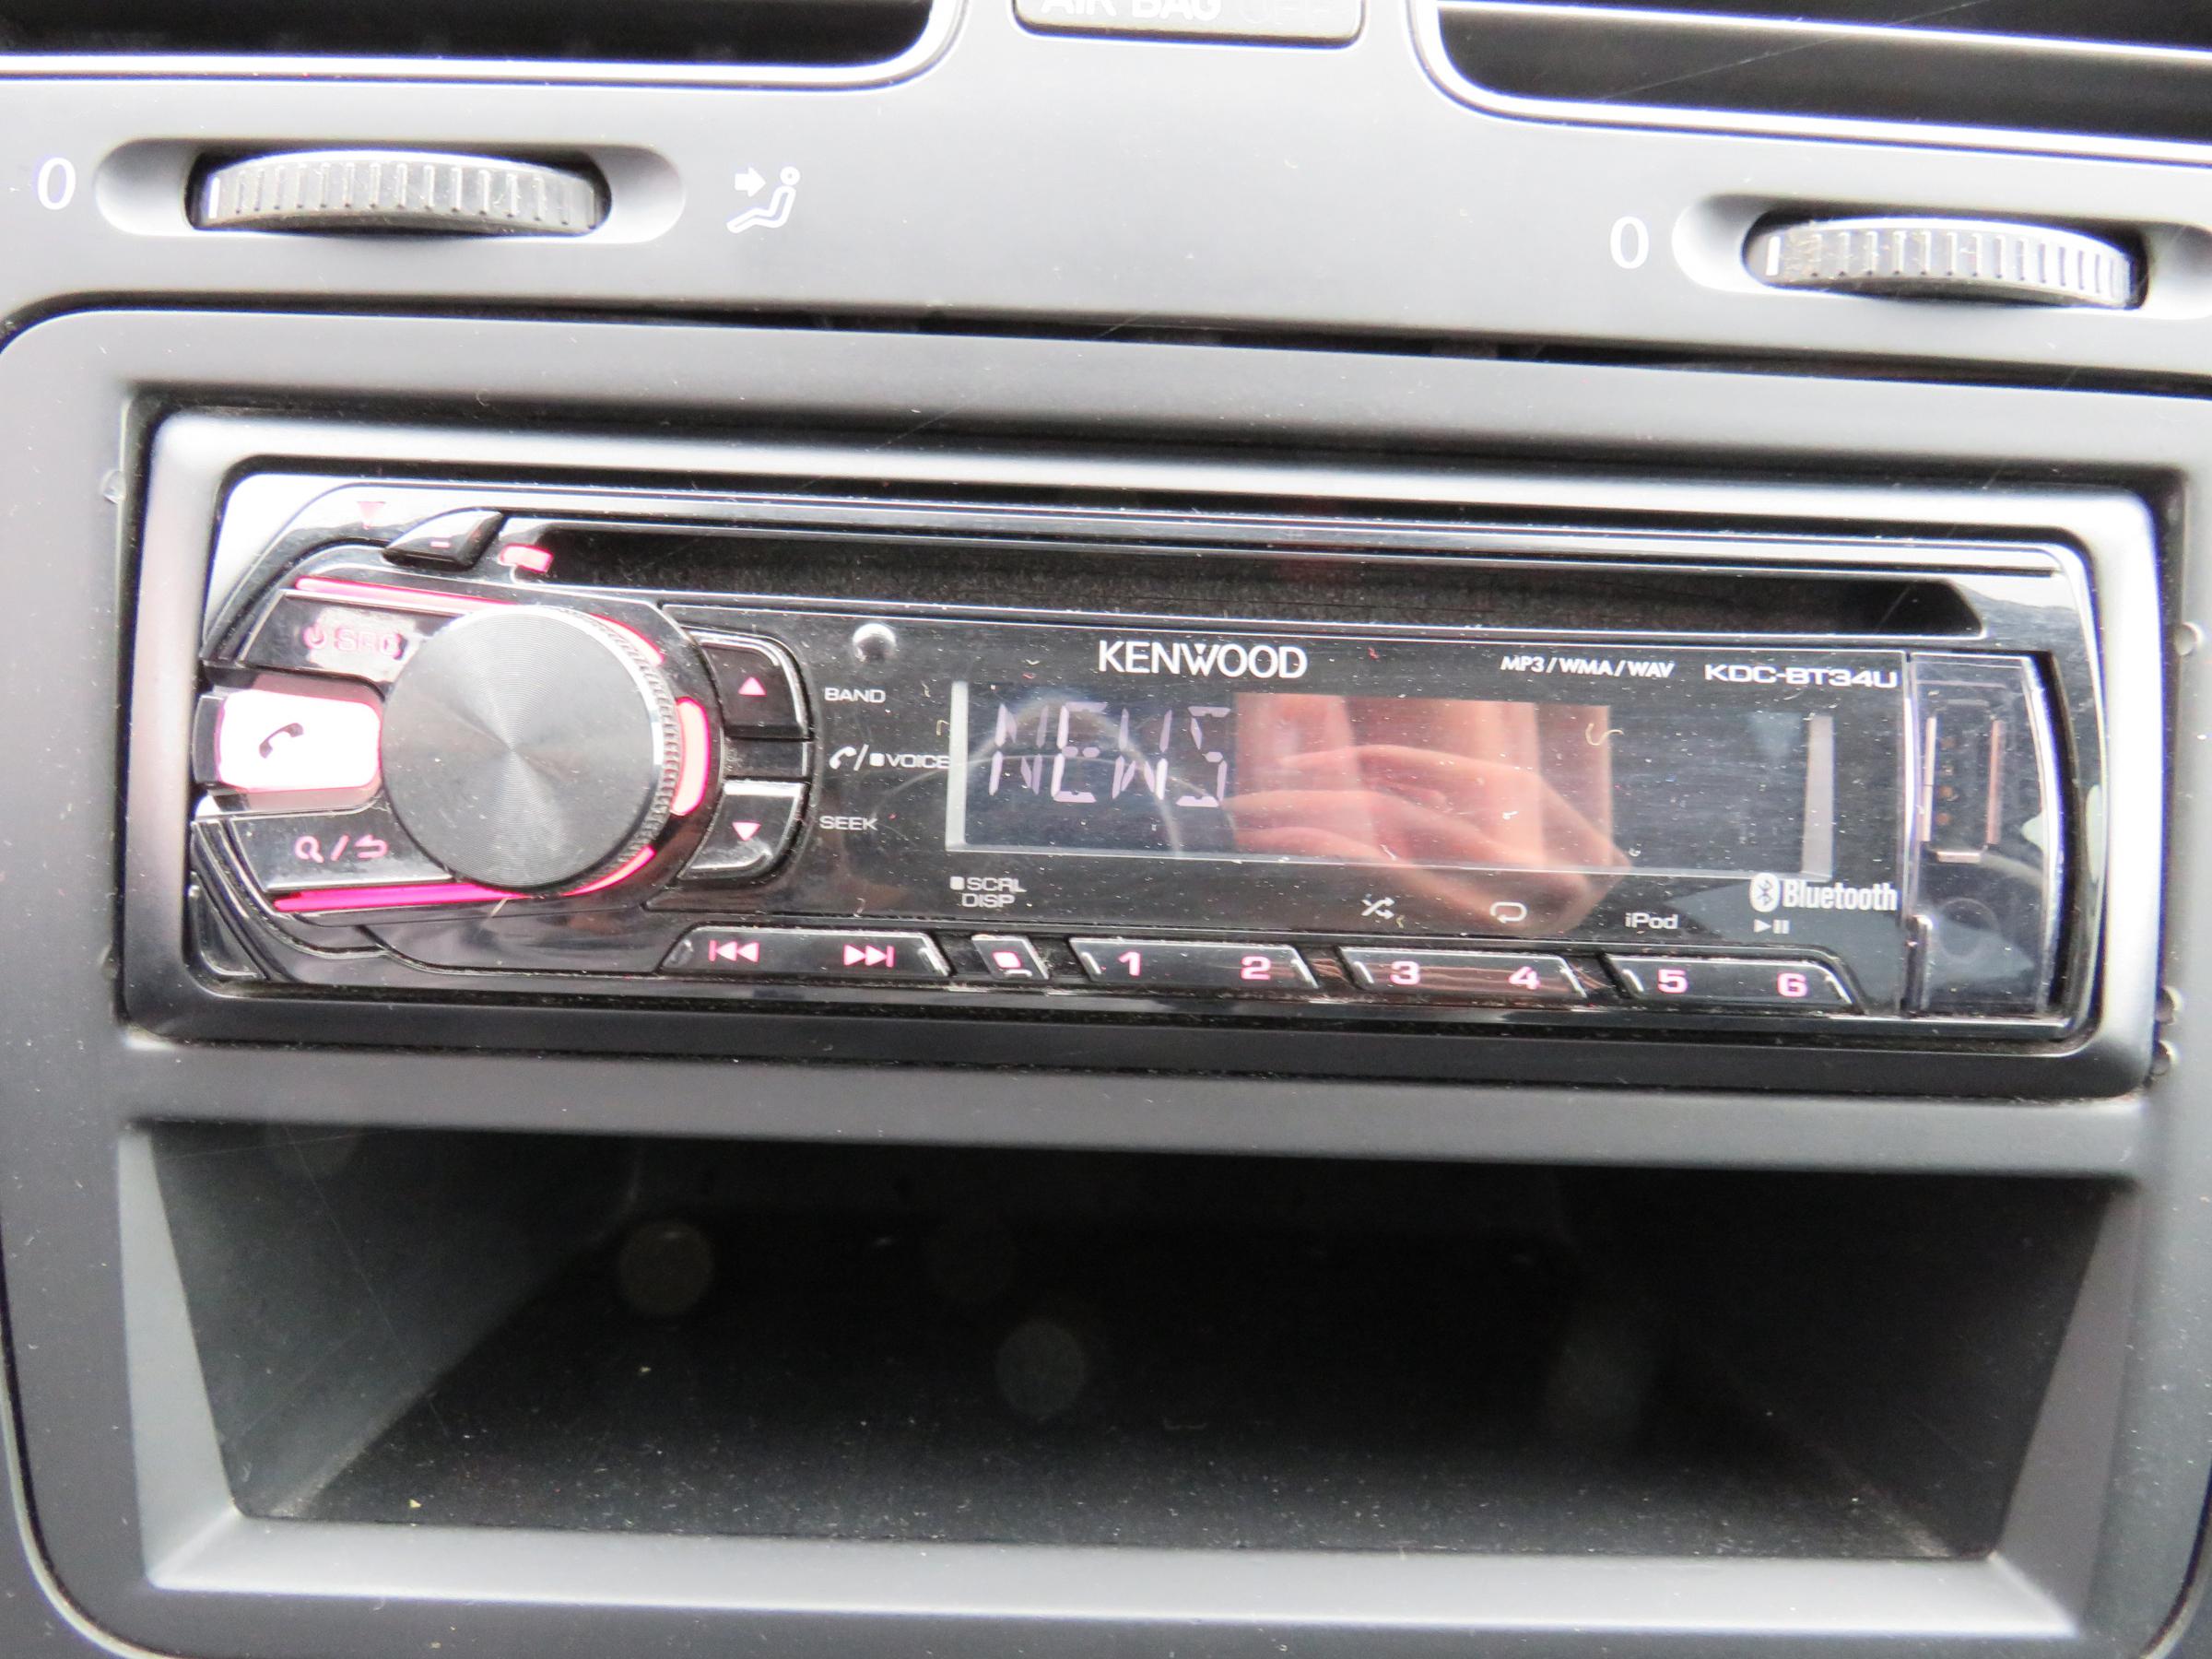 AIR BAG OFF
0
0
SRC
KENWOOD
MP3/WMA/WAV KDC-BT34U
BAND
NEWS
VOICE
SEEK
SCRL
DISP
iPod
Bluetooth
1 2 3 4 5 6